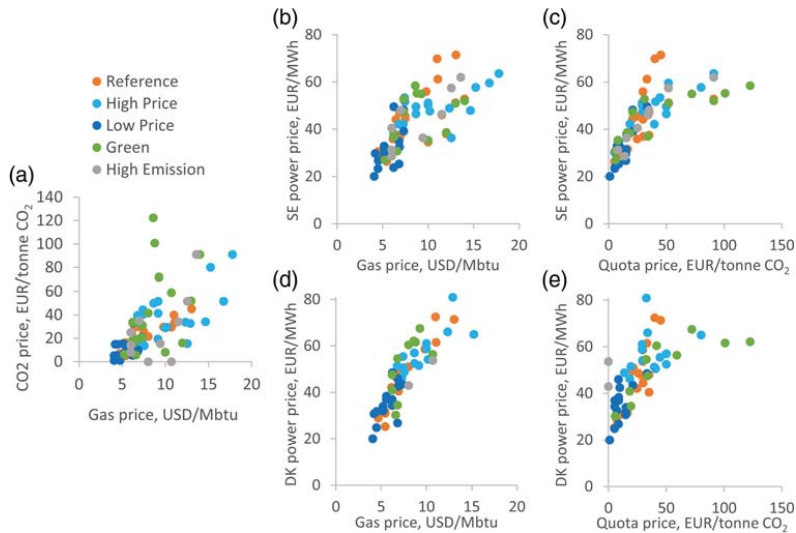 (b)
(c)
Reference
High Price
Low Price
Green
High Emission
SE power price, EUR/MWh
80
60
40
20
0
0 5 10 15 20
Gas price, USD/Mbtu
SE power price, EUR/MWh
80
60
40
20
0
0 50 100 150
Quota price, EUR/tonne CO₂
(a)
CO2 price, EUR/tonne CO₂
140
120
100
80
60
40
20
0
0 5 10 15 20
Gas price, USD/Mbtu
(d)
(e)
DK power price, EUR/MWh
80
60
40
20
0
0 5 10 15 20
Gas price, USD/Mbtu
DK power price, EUR/MWh
80
60
40
20
0
0 50 100 150
Quota price, EUR/tonne CO₂